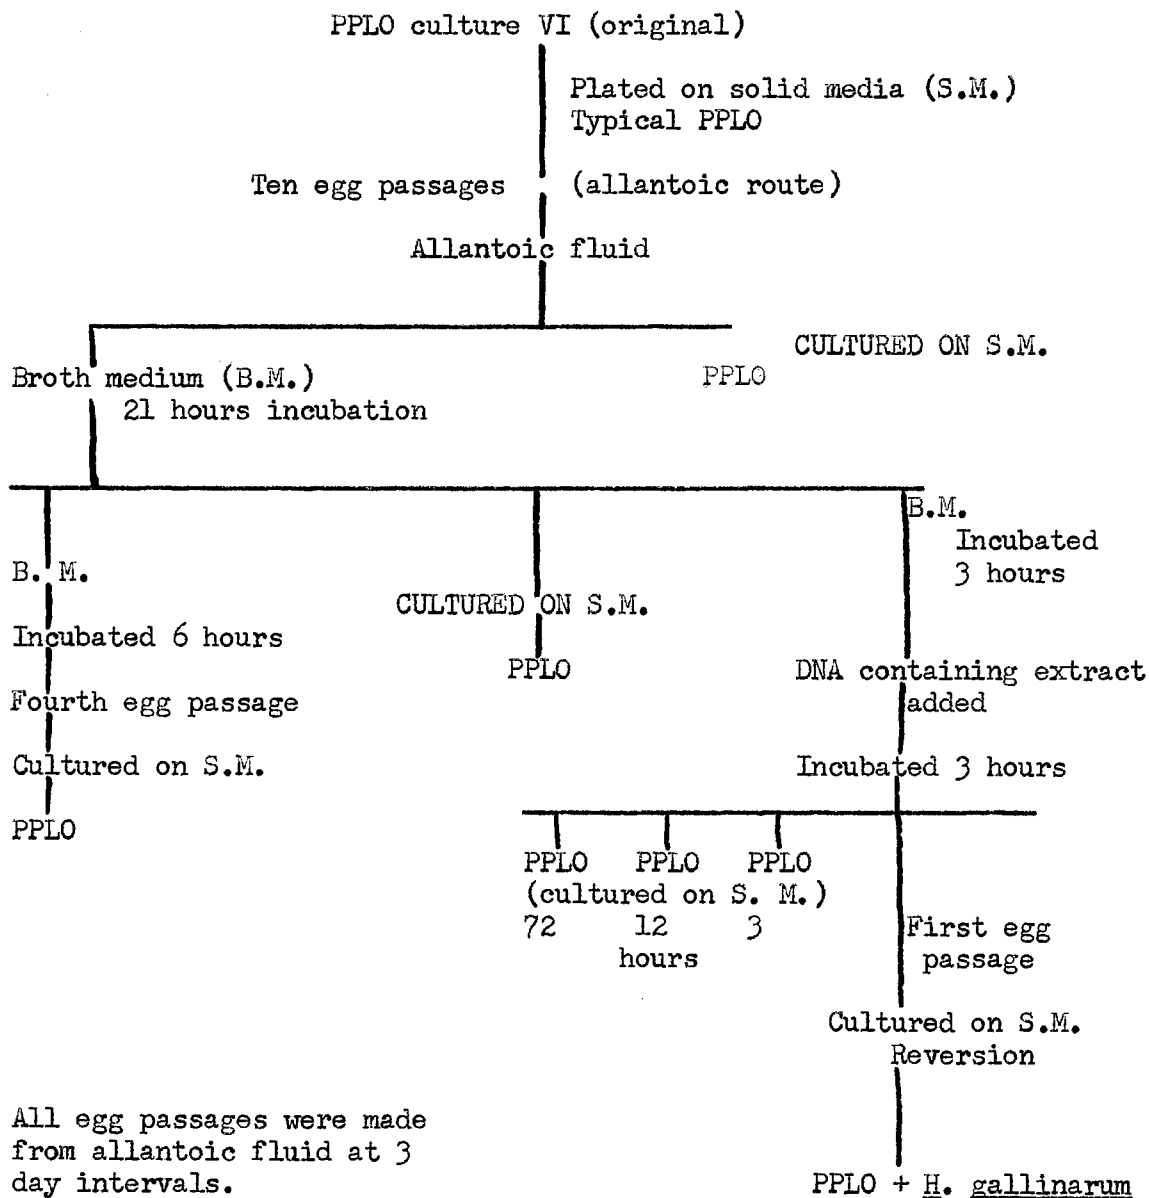 PPLO culture VI (original)
Plated on solid media (S.M.)
Typical PPLO
Ten egg passages (allantoic route)
Allantoic fluid
CULTURED ON S.M.
PPLO
Broth medium (B.M.)
21 hours incubation
B. M.
Incubated 6 hours
Fourth egg passage
Cultured on S.M.
PPLO
CULTURED ON S.M.
PPLO
B.M.
Incubated
3 hours
DNA containing extract
added
Incubated 3 hours
PPLO PPLO PPLO
(cultured on S. M.)
72 12 3
hours
First egg
passage
Cultured on S.M.
Reversion
PPLO + H. gallinarum
All egg passages were made
from allantoic fluid at 3
day intervals.